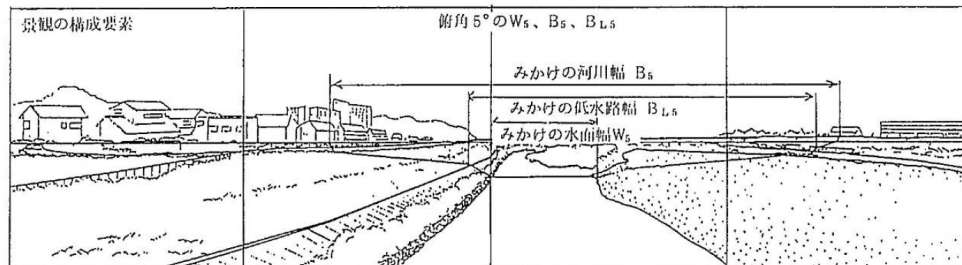 景観の構成要素
俯角5°のW₅、B₅、B_L₅
みかけの河川幅 B₅
みかけの低水路幅 B_L₅
みかけの水面幅W₅